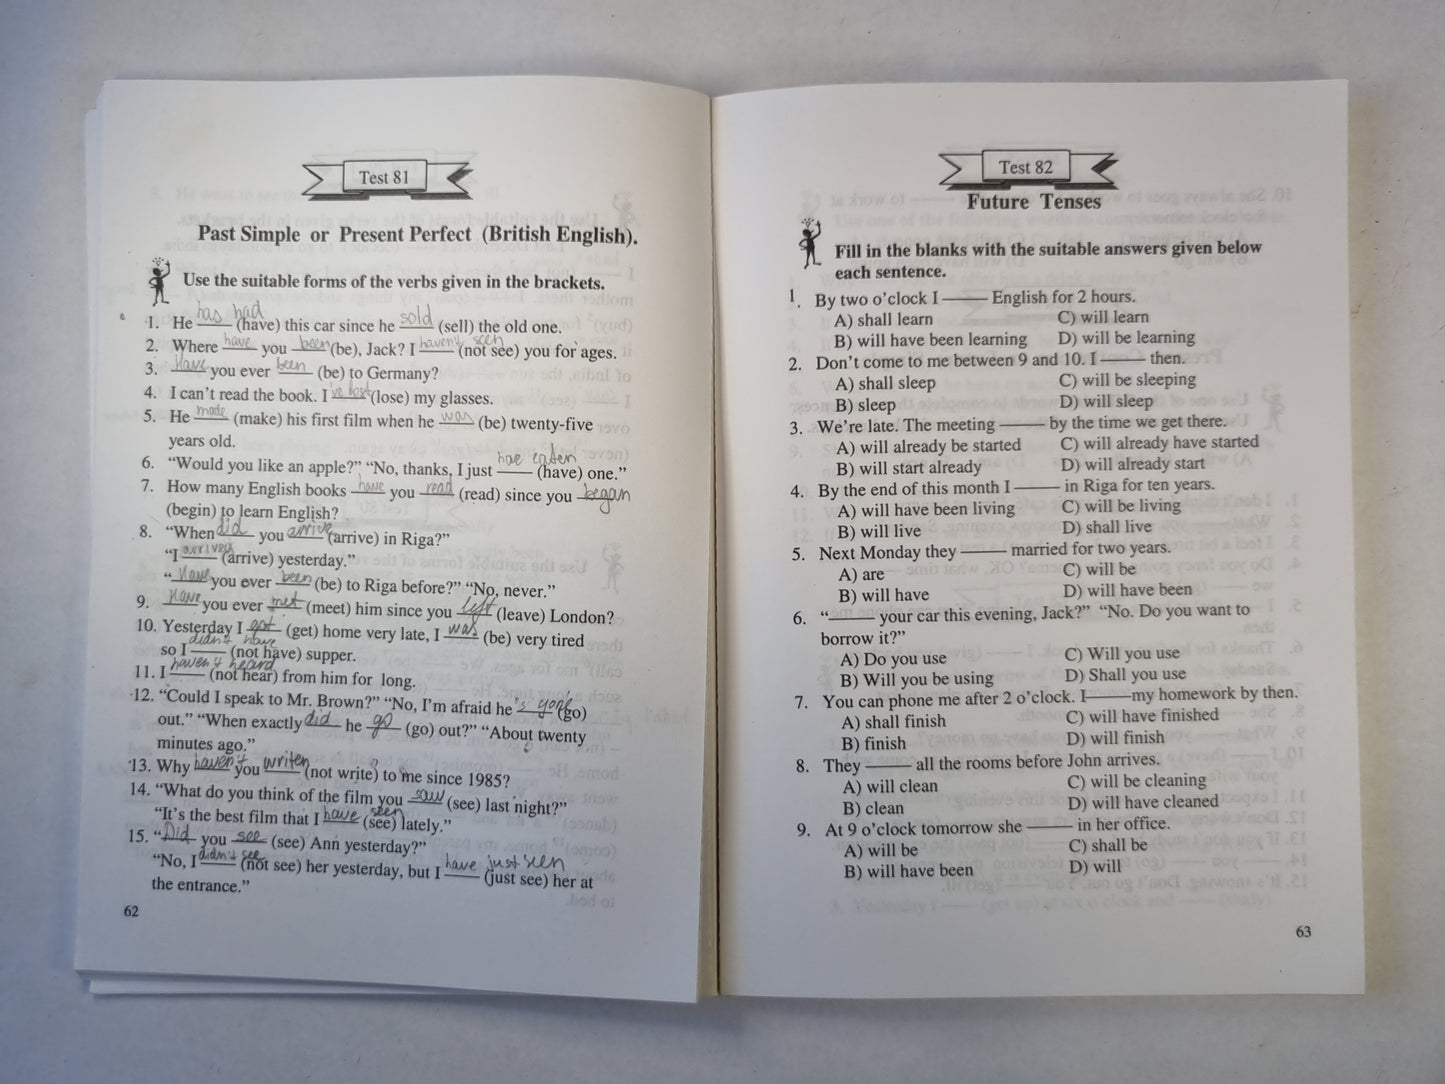 Test 81
Past Simple or Present Perfect (British English).
Use the suitable forms of the verbs given in the brackets.
1. He has had (have) this car since he sold (sell) the old one.
2. Where have you been (be), Jack? I haven't seen (not see) you for ages.
3. Have you ever been (be) to Germany?
4. I can't read the book. I 've lost (lose) my glasses.
5. He made (make) his first film when he was (be) twenty-five
years old.
6. “Would you like an apple?” “No, thanks, I just have eaten (have) one.”
7. How many English books have you read (read) since you began
(begin) to learn English?
8. “When did you arrive (arrive) in Riga?”
“I arrived (arrive) yesterday.”
“Have you ever been (be) to Riga before?” “No, never.”
9. Have you ever met (meet) him since you left (leave) London?
10. Yesterday I got (get) home very late, I was (be) very tired
so I didn't have (not have) supper.
11. I haven't heard (not hear) from him for long.
12. “Could I speak to Mr. Brown?” “No, I'm afraid he 's gone (go)
out.” “When exactly did he go (go) out?” “About twenty
minutes ago.”
13. Why haven't you writen (not write) to me since 1985?
14. “What do you think of the film you saw (see) last night?”
“It's the best film that I have seen (see) lately.”
15. “Did you see (see) Ann yesterday?”
“No, I didn't see (not see) her yesterday, but I have just seen (just see) her at
the entrance.”
62
Test 82
Future Tenses
Fill in the blanks with the suitable answers given below
each sentence.
1. By two o'clock I —— English for 2 hours.
A) shall learn C) will learn
B) will have been learning D) will be learning
2. Don't come to me between 9 and 10. I —— then.
A) shall sleep C) will be sleeping
B) sleep D) will sleep
3. We're late. The meeting —— by the time we get there.
A) will already be started C) will already have started
B) will start already D) will already start
4. By the end of this month I —— in Riga for ten years.
A) will have been living C) will be living
B) will live D) shall live
5. Next Monday they —— married for two years.
A) are C) will be
B) will have D) will have been
6. “—— your car this evening, Jack?” “No. Do you want to
borrow it?”
A) Do you use C) Will you use
B) Will you be using D) Shall you use
7. You can phone me after 2 o'clock. I —— my homework by then.
A) shall finish C) will have finished
B) finish D) will finish
8. They —— all the rooms before John arrives.
A) will clean C) will be cleaning
B) clean D) will have cleaned
9. At 9 o'clock tomorrow she —— in her office.
A) will be C) shall be
B) will have been D) will
63